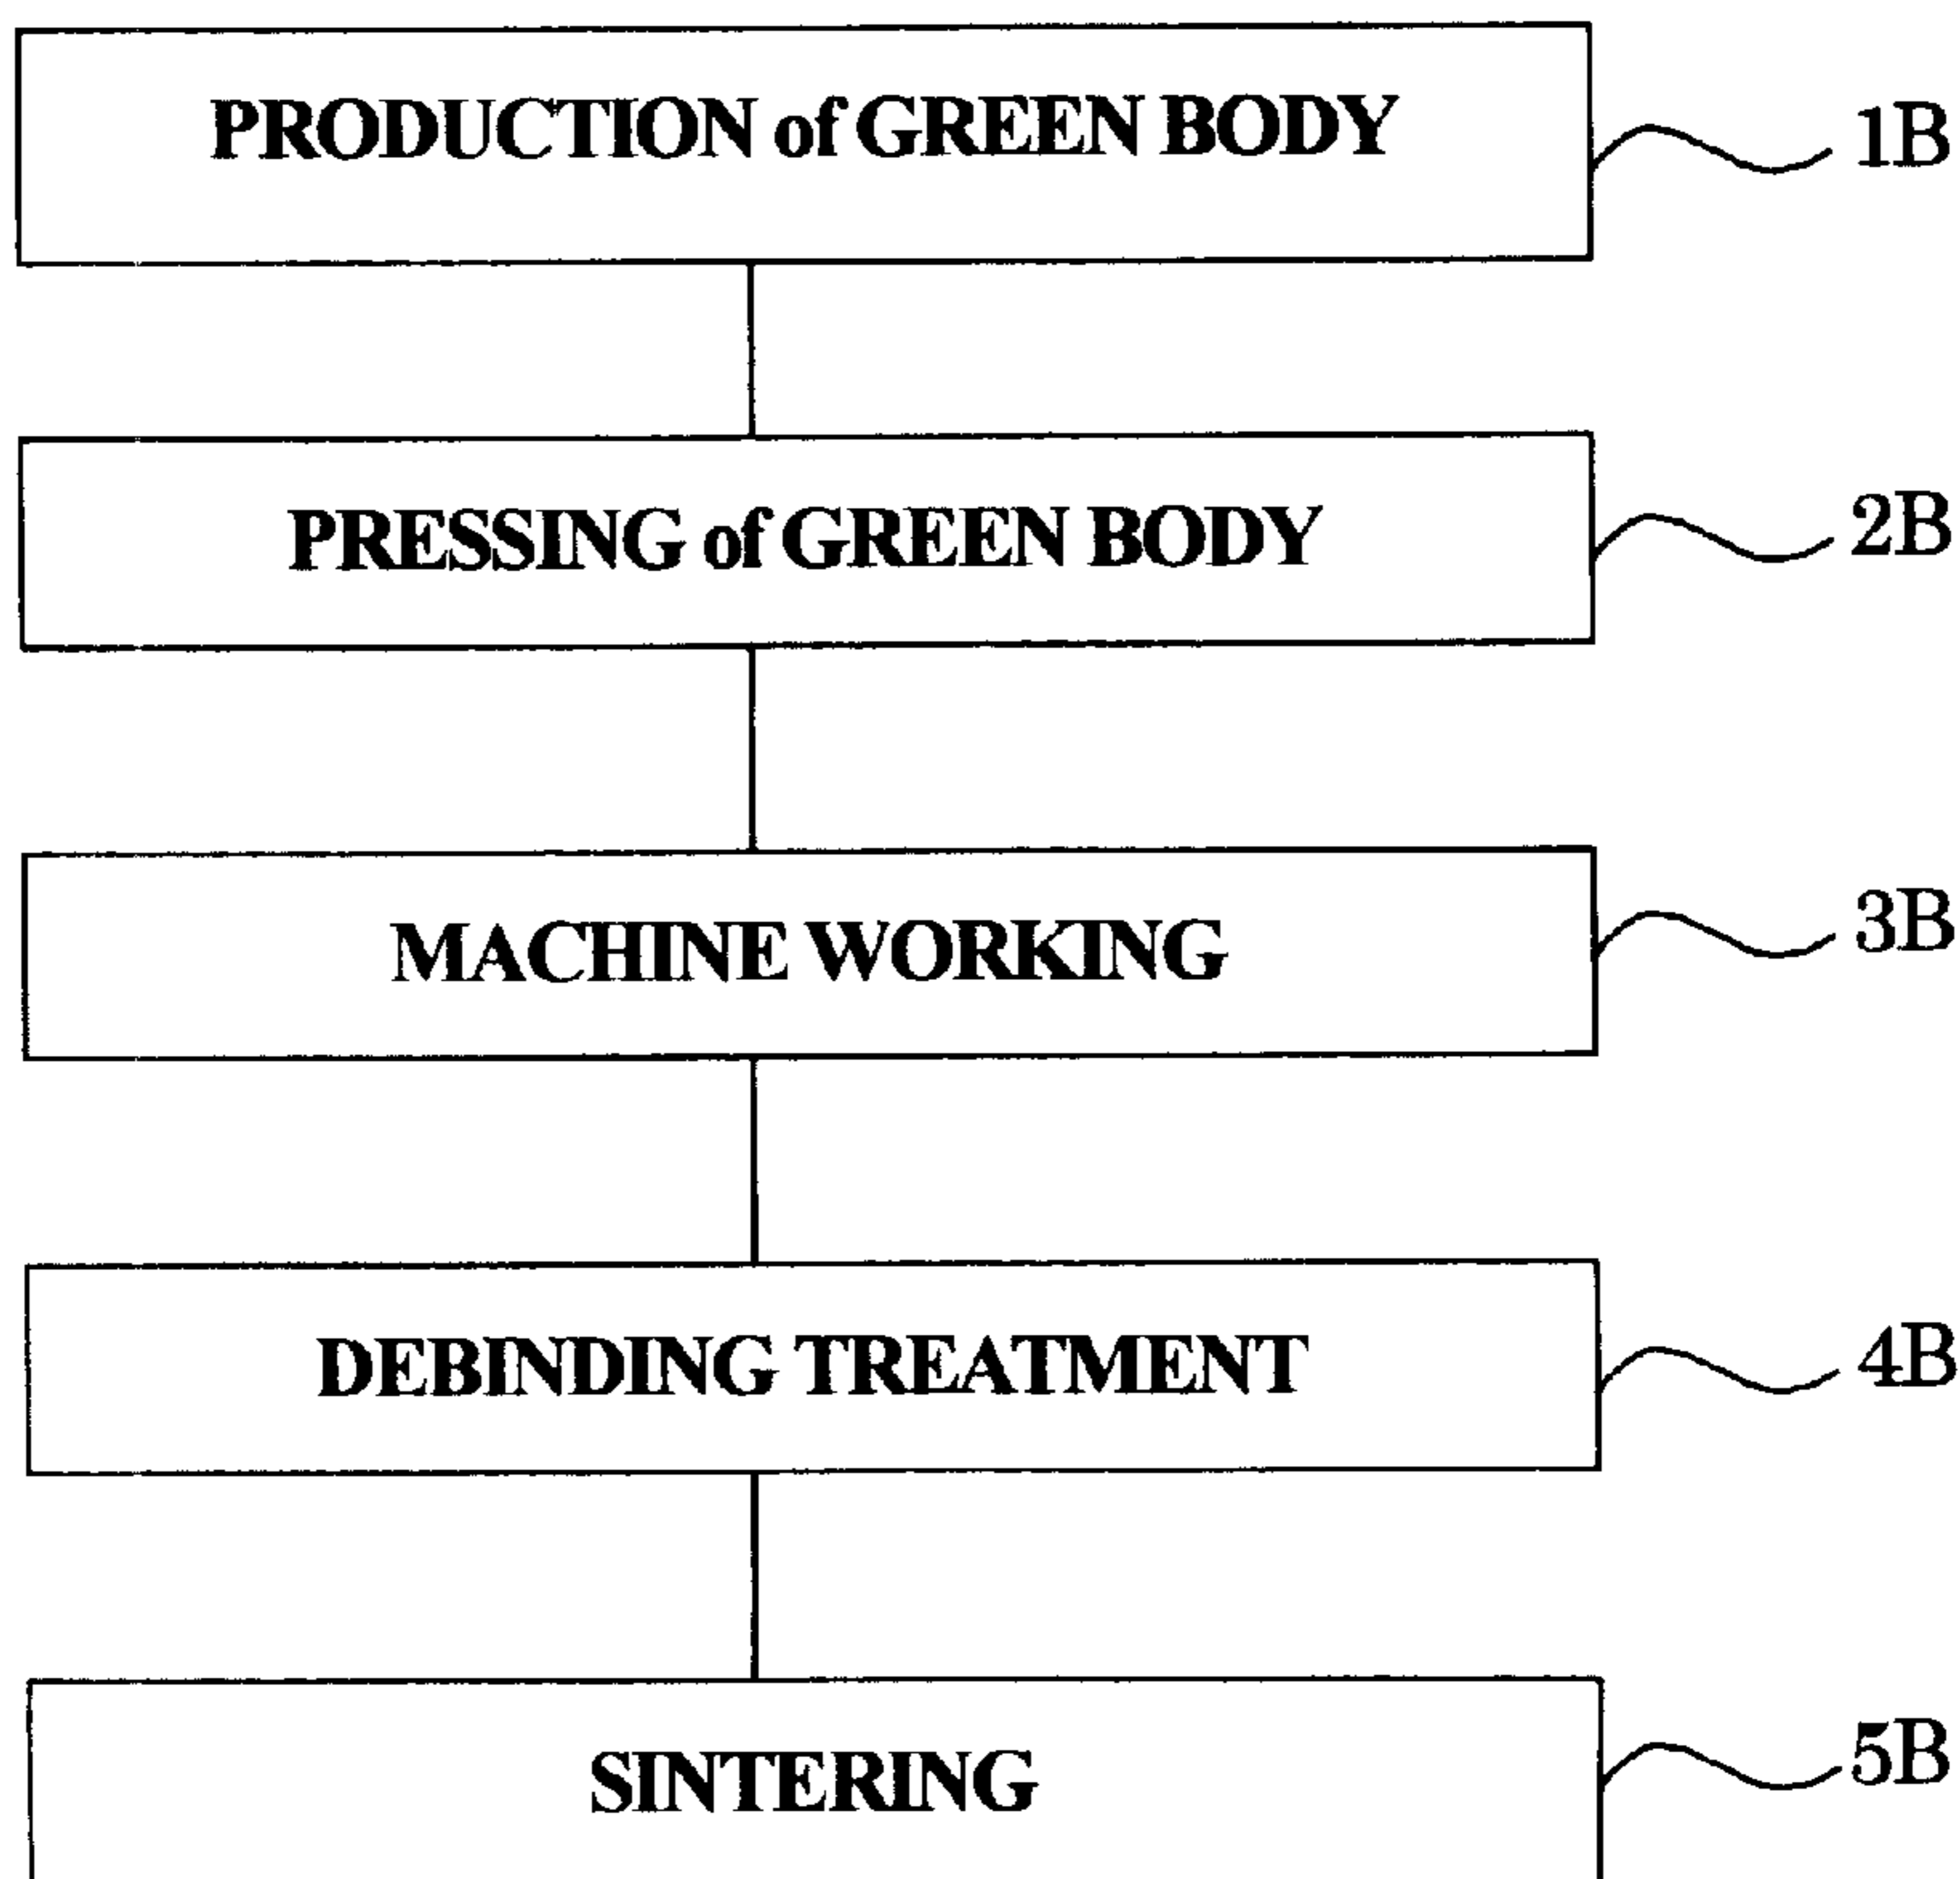 PRODUCTION of GREEN BODY
1B
PRESSING of GREEN BODY
2B
MACHINE WORKING
3B
DEBINDING TREATMENT
4B
SINTERING
5B